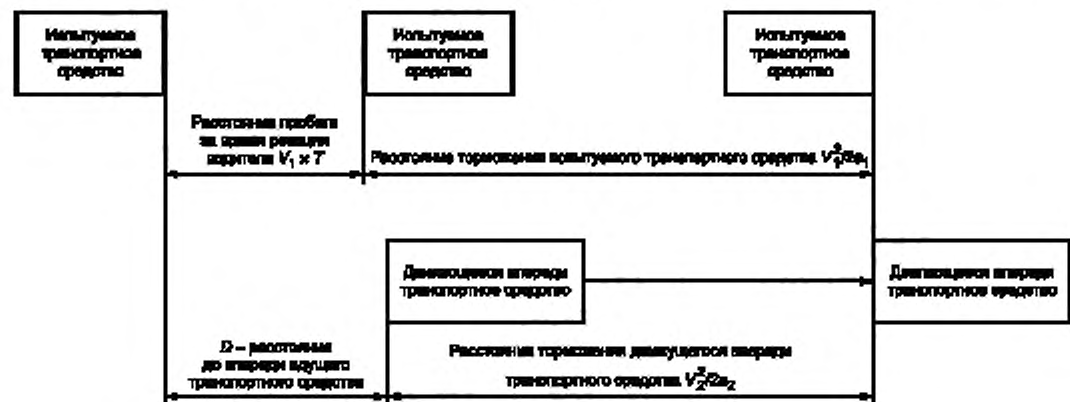 Испытуемое
транспортное
средство
Испытуемое
транспортное
средство
Испытуемое
транспортное
средство
Расстояние пробега
за время реакции
водителя V₁ × T
Расстояние торможения испытуемого транспортного средства V₁²/2a₁
Движущееся впереди
транспортное средство
Движущееся впереди
транспортное средство
D – расстояние
до впереди идущего
транспортного средства
Расстояние торможения движущегося впереди
транспортного средства V₂²/2a₂